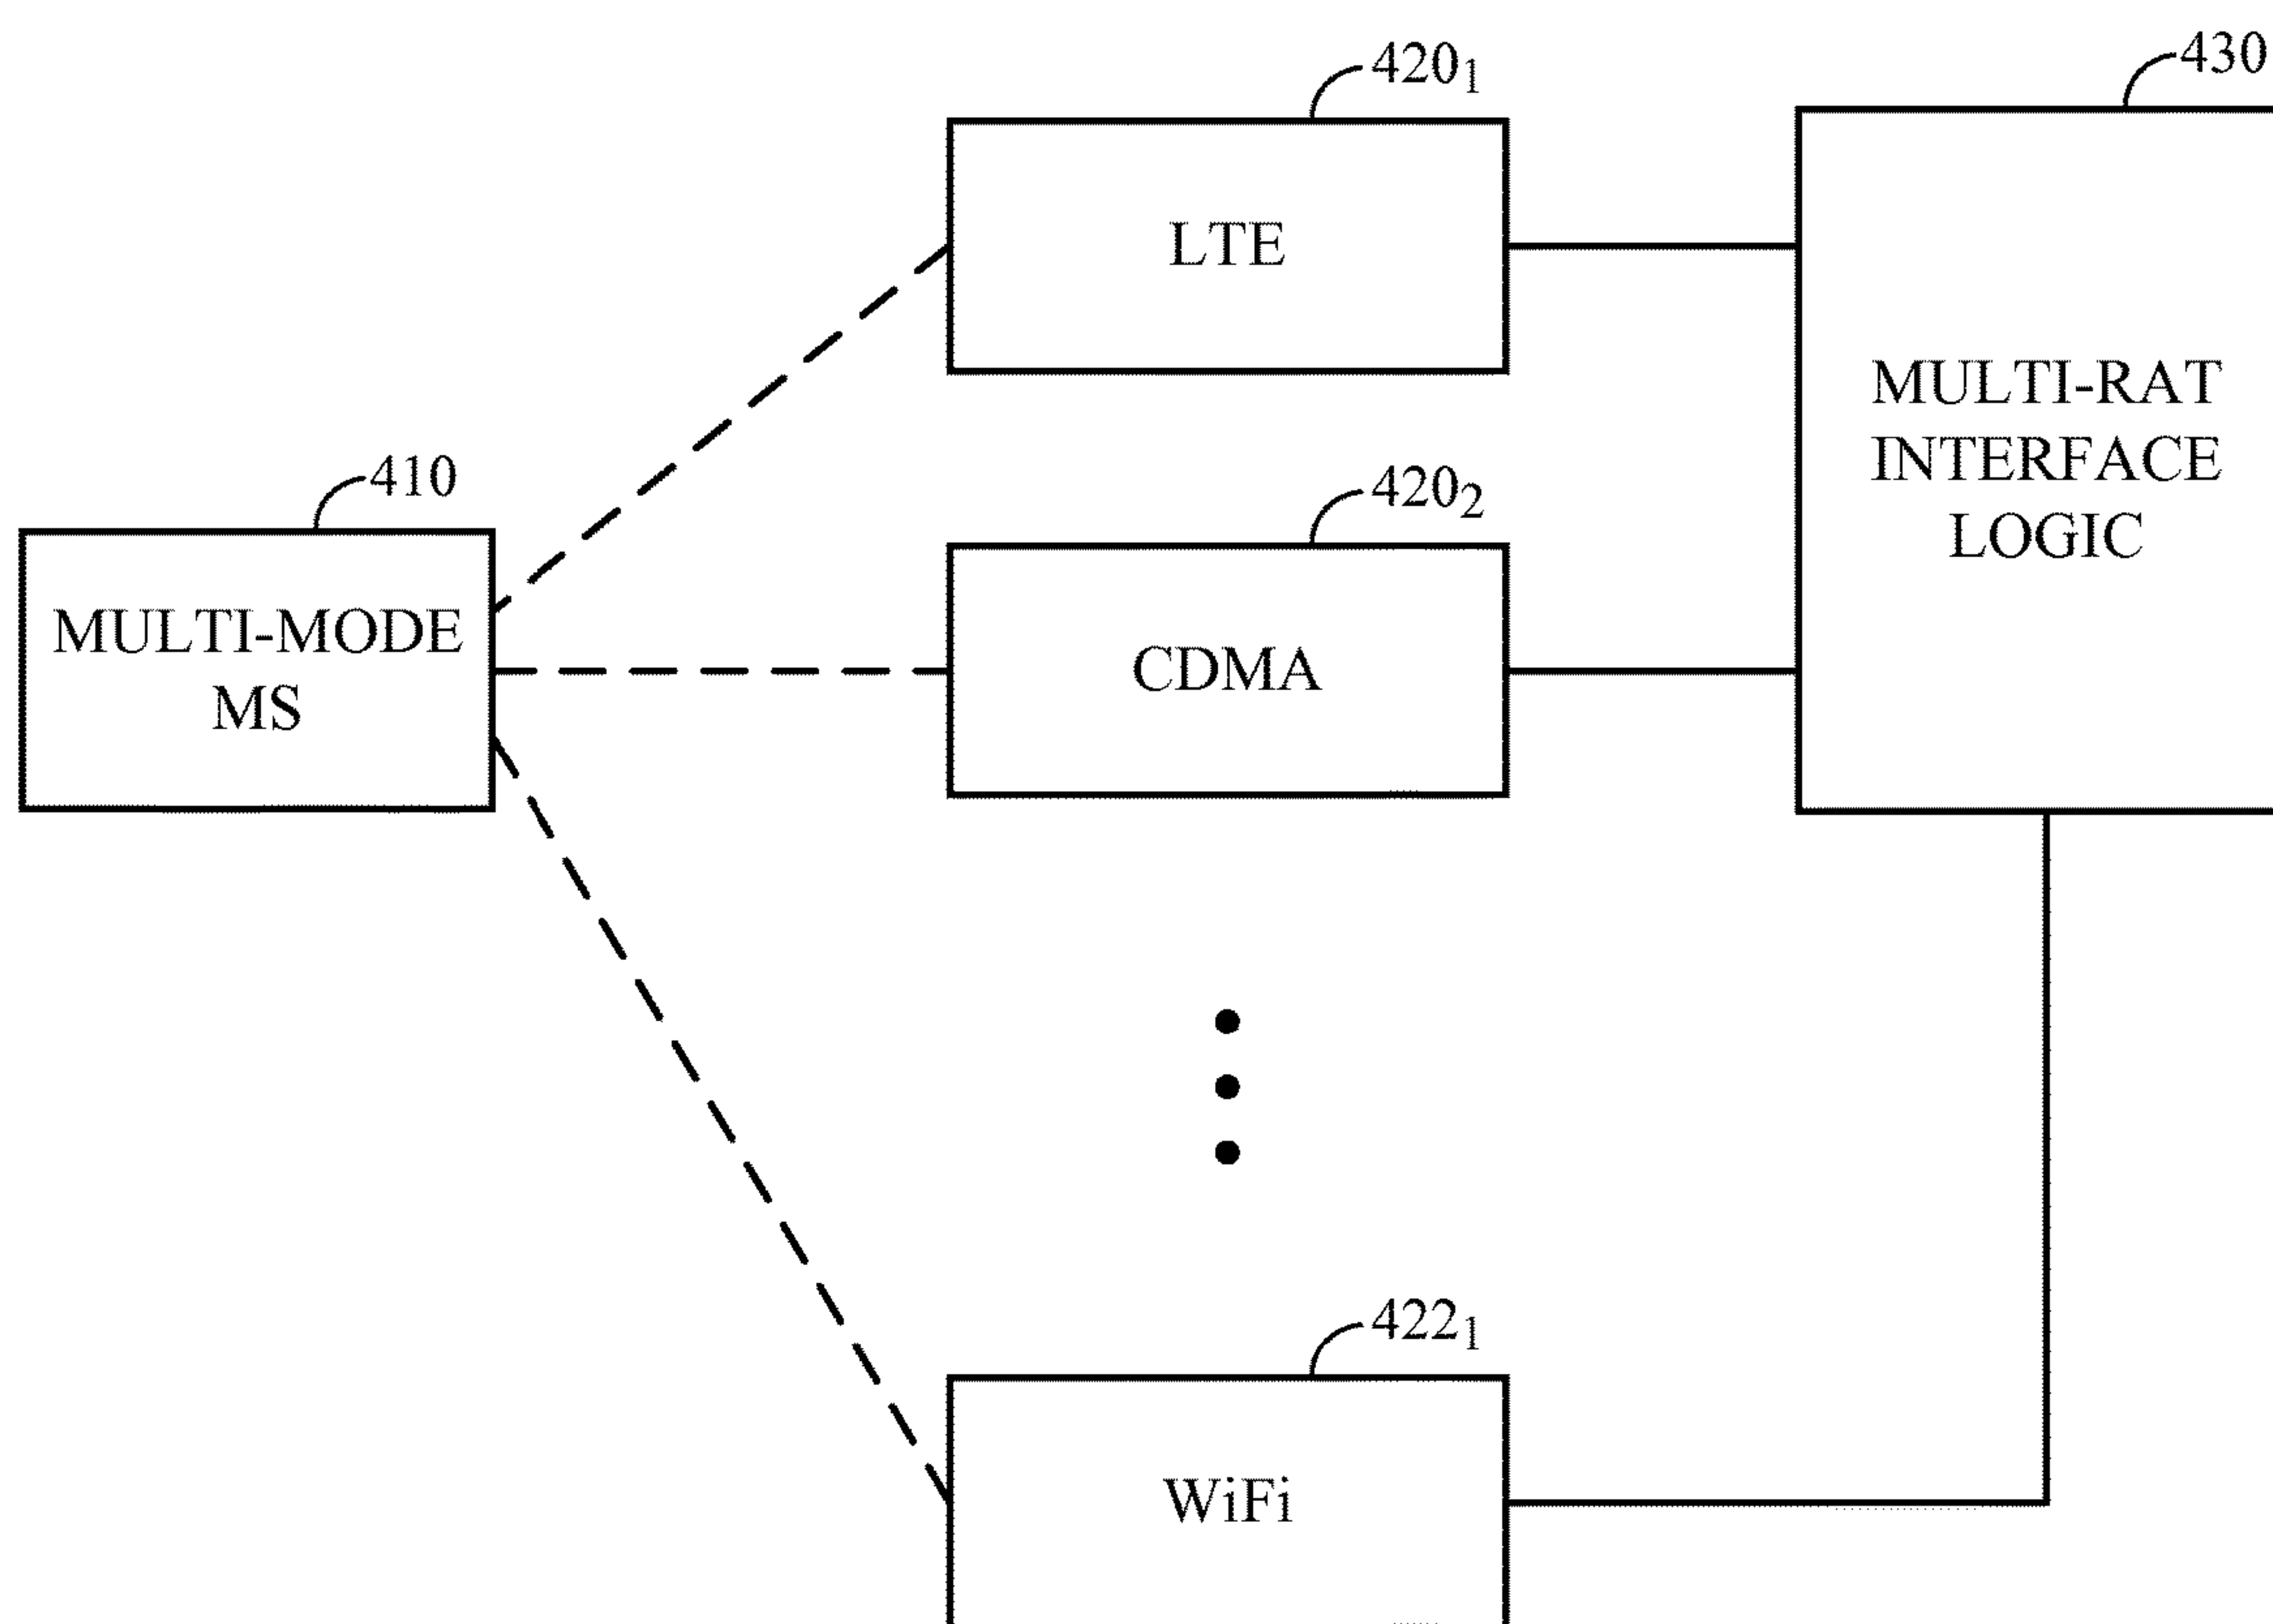 420₁
430
LTE
MULTI-RAT
INTERFACE
LOGIC
410
420₂
MULTI-MODE
MS
CDMA
422₁
WiFi